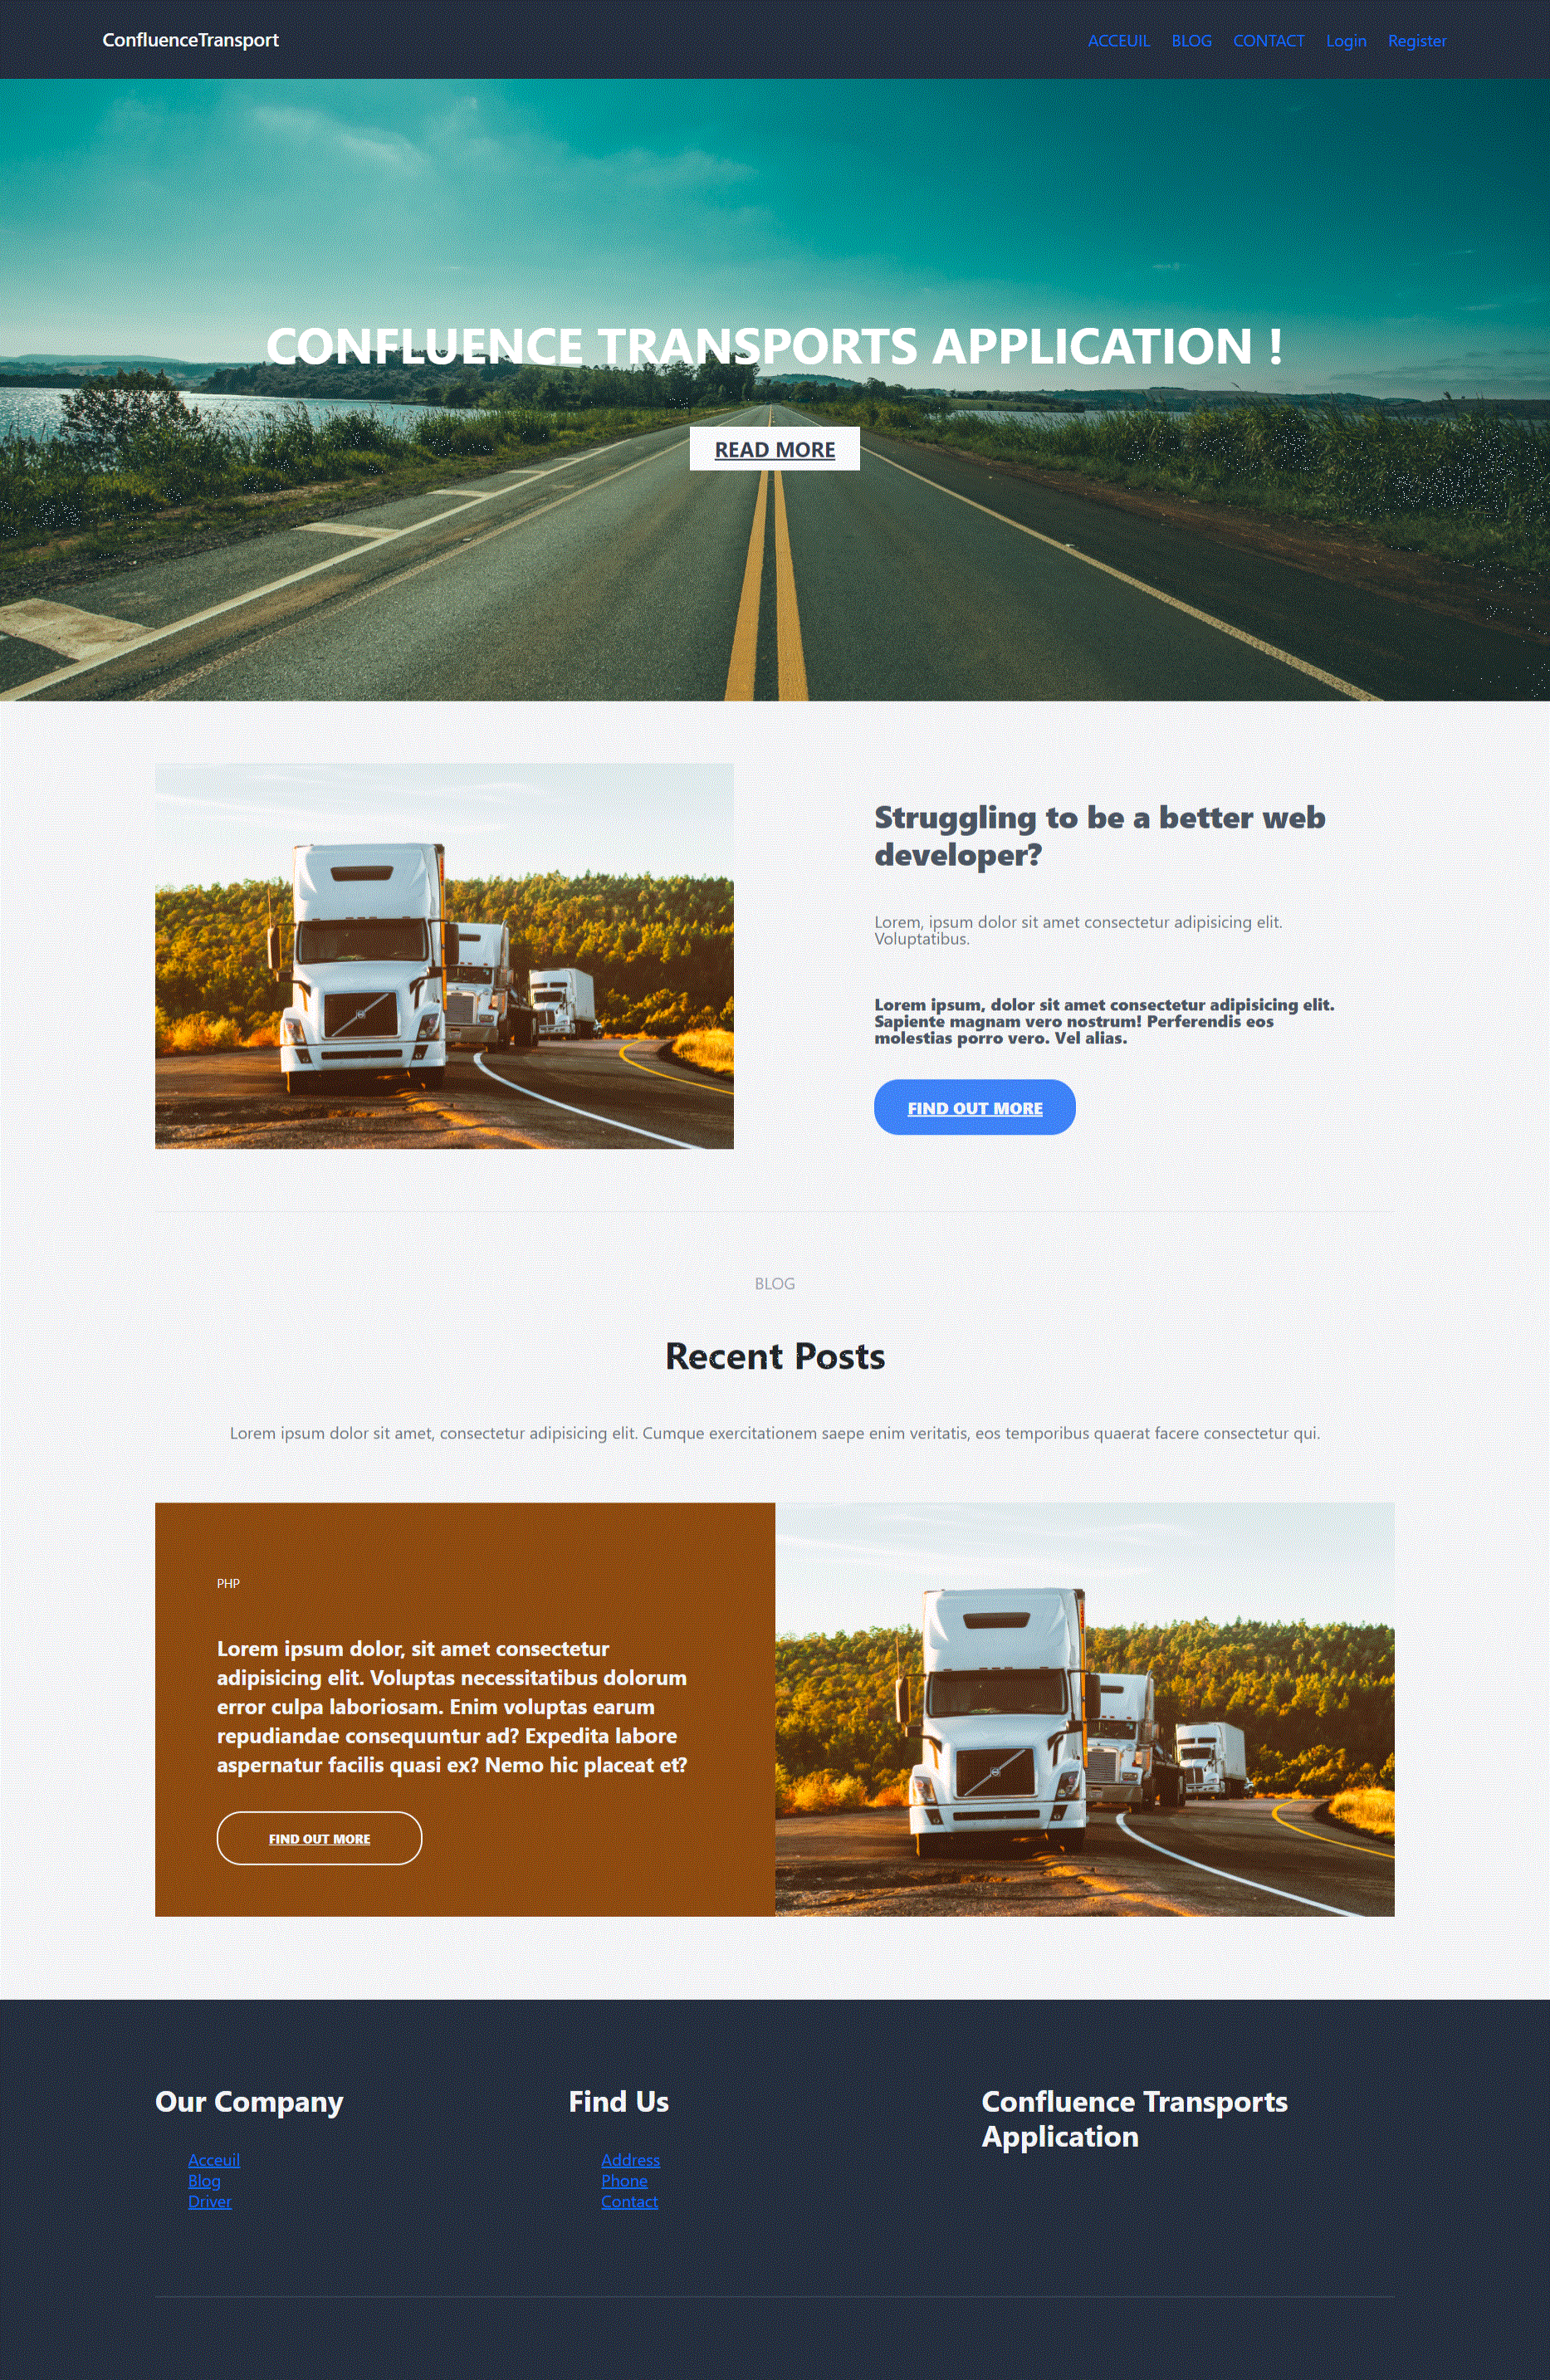 ConfluenceTransport
ACCEUIL BLOG CONTACT Login Register
CONFLUENCE TRANSPORTS APPLICATION !
READ MORE
Struggling to be a better web
developer?
Lorem, ipsum dolor sit amet consectetur adipisicing elit.
Voluptatibus.
Lorem ipsum, dolor sit amet consectetur adipisicing elit.
Sapiente magnam vero nostrum! Perferendis eos
molestias porro vero. Vel alias.
FIND OUT MORE
BLOG
Recent Posts
Lorem ipsum dolor sit amet, consectetur adipisicing elit. Cumque exercitationem saepe enim veritatis, eos temporibus quaerat facere consectetur qui.
PHP
Lorem ipsum dolor, sit amet consectetur
adipisicing elit. Voluptas necessitatibus dolorum
error culpa laboriosam. Enim voluptas earum
repudiandae consequuntur ad? Expedita labore
aspernatur facilis quasi ex? Nemo hic placeat et?
FIND OUT MORE
Our Company
Acceuil
Blog
Driver
Find Us
Address
Phone
Contact
Confluence Transports
Application